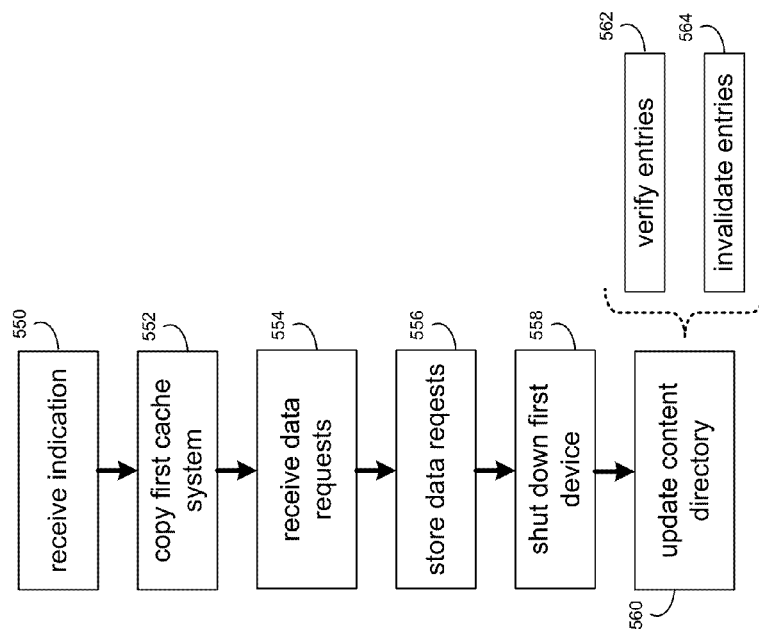 550
receive indication
552
copy first cache
system
554
receive data
requests
556
store data reqests
558
shut down first
device
560
update content
directory
562
verify entries
564
invalidate entries